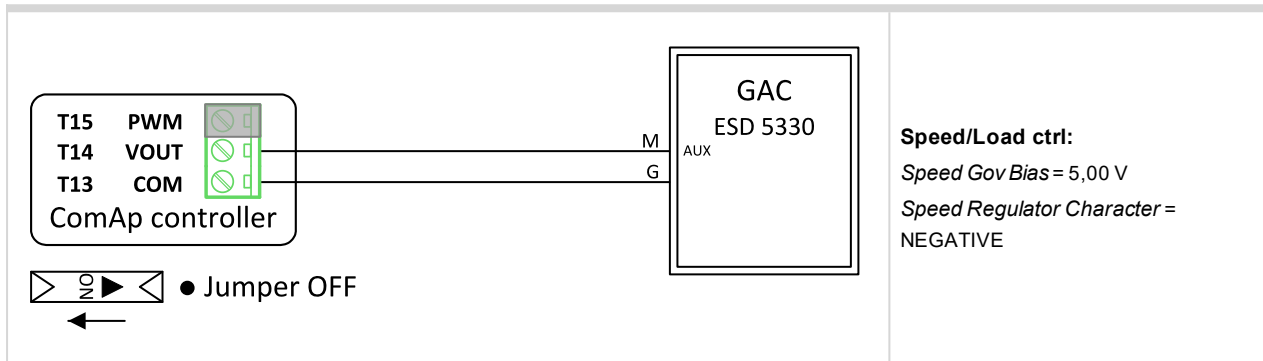 T15 PWM
T14 VOUT
T13 COM
ComAp controller
NO
● Jumper OFF
M
G
AUX
GAC
ESD 5330
Speed/Load ctrl:
Speed Gov Bias = 5,00 V
Speed Regulator Character =
NEGATIVE